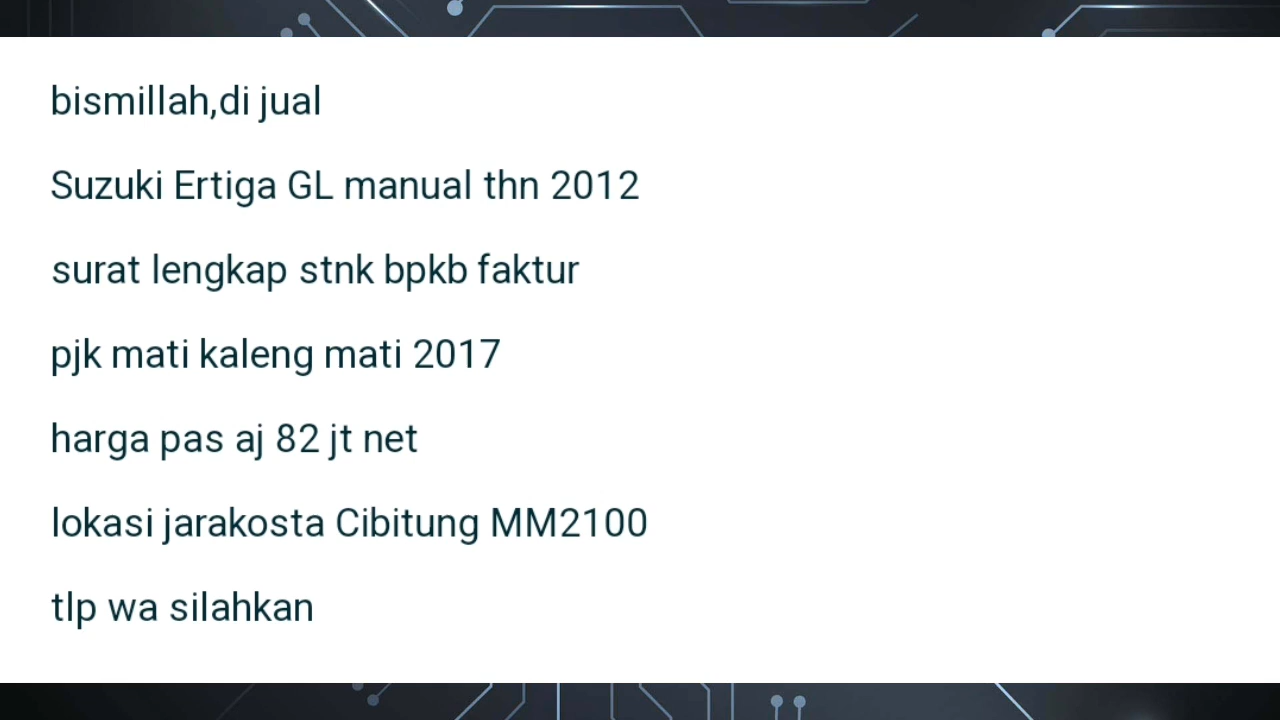 bismillah,di jual
Suzuki Ertiga GL manual thn 2012
surat lengkap stnk bpkb faktur
pjk mati kaleng mati 2017
harga pas aj 82 jt net
lokasi jarakosta Cibitung MM2100
tlp wa silahkan